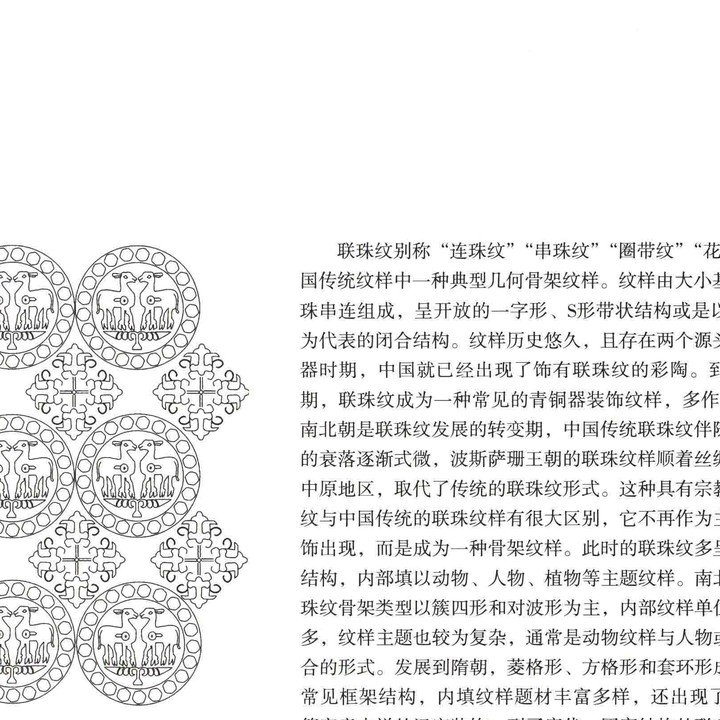 联珠纹别称“连珠纹”“串珠纹”“圈带纹”“花
国传统纹样中一种典型几何骨架纹样。纹样由大小基
珠串连组成，呈开放的一字形、S形带状结构或是以
为代表的闭合结构。纹样历史悠久，且存在两个源头
器时期，中国就已经出现了饰有联珠纹的彩陶。到
期，联珠纹成为一种常见的青铜器装饰纹样，多作
南北朝是联珠纹发展的转变期，中国传统联珠纹伴随
的衰落逐渐式微，波斯萨珊王朝的联珠纹样顺着丝绸
中原地区，取代了传统的联珠纹形式。这种具有宗教
纹与中国传统的联珠纹样有很大区别，它不再作为主
饰出现，而是成为一种骨架纹样。此时的联珠纹多呈
结构，内部填以动物、人物、植物等主题纹样。南北
珠纹骨架类型以簇四形和对波形为主，内部纹样单位
多，纹样主题也较为复杂，通常是动物纹样与人物或
合的形式。发展到隋朝，菱格形、方格形和套环形成
常见框架结构，内填纹样题材丰富多样，还出现了